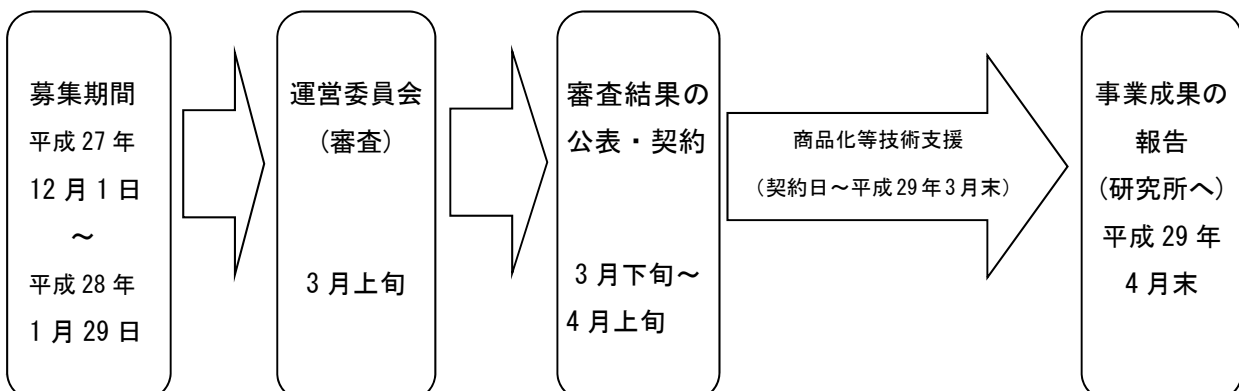 募集期間
平成 27 年
12 月 1 日
～
平成 28 年
1 月 29 日
運営委員会
(審査)
3 月上旬
審査結果の
公表・契約
3 月下旬～
4 月上旬
商品化等技術支援
(契約日～平成 29 年 3 月末)
事業成果の
報告
(研究所へ)
平成 29 年
4 月末